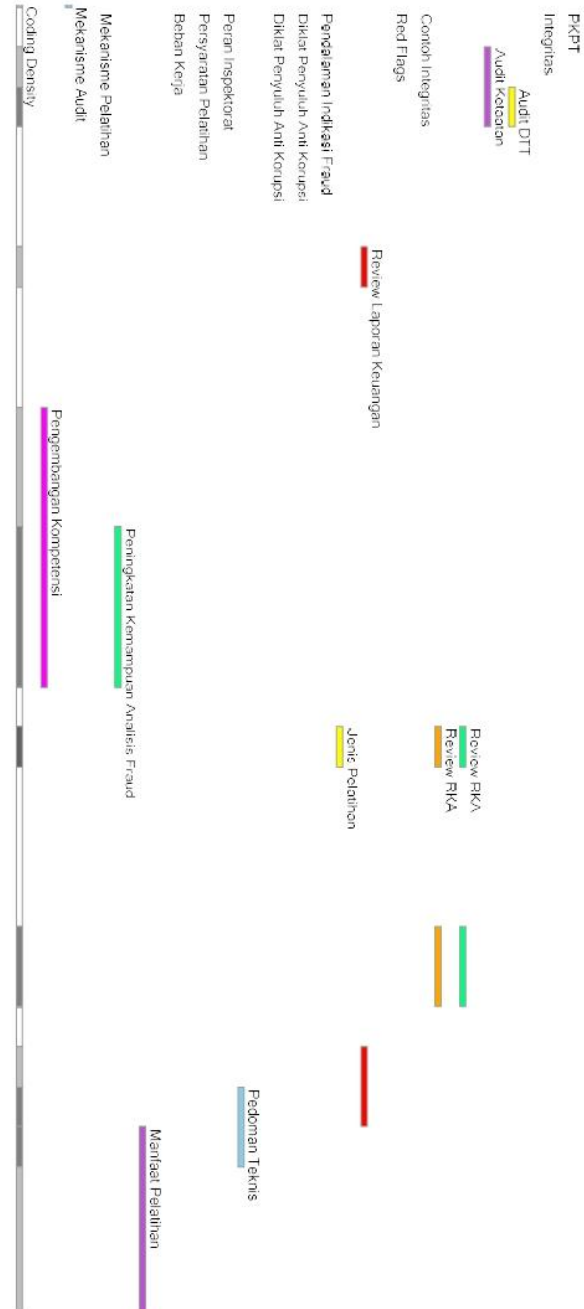 PKPT
Integritas
Audit DTT
Audit Ketaatan
Review RKA
Review RKA
Contoh Integritas
Red Flags
Review Laporan Keuangan
Jenis Pelatihan
Pendalaman Indikasi Fraud
Diklat Penyuluh Anti Korupsi
Diklat Penyuluh Anti Korupsi
Pedoman Teknis
Peran Inspektorat
Persyaratan Pelatihan
Beban Kerja
Manfaat Pelatihan
Peningkatan Kemampuan Analisis Fraud
Mekanisme Pelatihan
Mekanisme Audit
Pengembangan Kompetensi
Coding Density